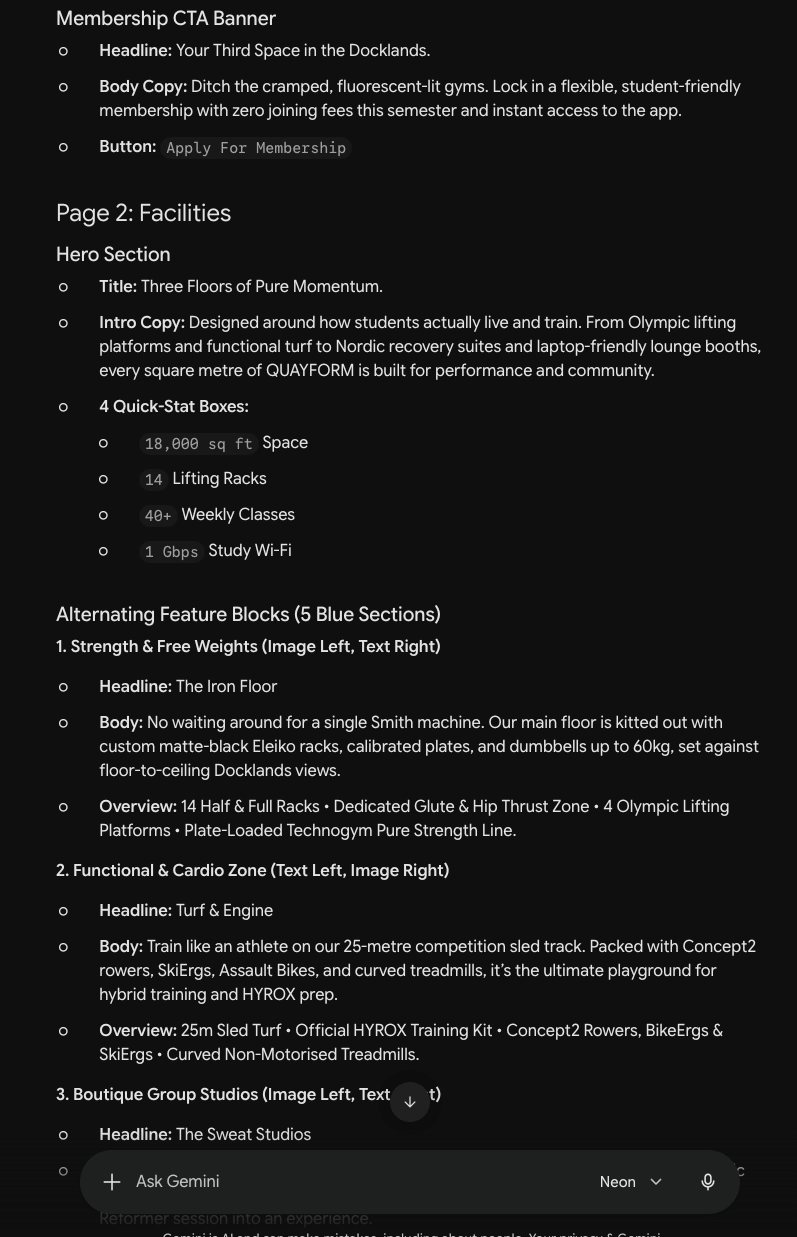 Membership CTA Banner
Headline: Your Third Space in the Docklands.
Body Copy: Ditch the cramped, fluorescent-lit gyms. Lock in a flexible, student-friendly
membership with zero joining fees this semester and instant access to the app.
Button: Apply For Membership
Page 2: Facilities
Hero Section
Title: Three Floors of Pure Momentum.
Intro Copy: Designed around how students actually live and train. From Olympic lifting
platforms and functional turf to Nordic recovery suites and laptop-friendly lounge booths,
every square metre of QUAYFORM is built for performance and community.
4 Quick-Stat Boxes:
18,000 sq ft Space
14 Lifting Racks
40+ Weekly Classes
1 Gbps Study Wi-Fi
Alternating Feature Blocks (5 Blue Sections)
1. Strength & Free Weights (Image Left, Text Right)
Headline: The Iron Floor
Body: No waiting around for a single Smith machine. Our main floor is kitted out with
custom matte-black Eleiko racks, calibrated plates, and dumbbells up to 60kg, set against
floor-to-ceiling Docklands views.
Overview: 14 Half & Full Racks • Dedicated Glute & Hip Thrust Zone • 4 Olympic Lifting
Platforms • Plate-Loaded Technogym Pure Strength Line.
2. Functional & Cardio Zone (Text Left, Image Right)
Headline: Turf & Engine
Body: Train like an athlete on our 25-metre competition sled track. Packed with Concept2
rowers, SkiErgs, Assault Bikes, and curved treadmills, it's the ultimate playground for
hybrid training and HYROX prep.
Overview: 25m Sled Turf • Official HYROX Training Kit • Concept2 Rowers, BikeErgs &
SkiErgs • Curved Non-Motorised Treadmills.
3. Boutique Group Studios (Image Left, Text
Headline: The Sweat Studios
Ask Gemini
Neon
Reformer session into an experience.
Gemini is AI and can make mistakes, including about people. Your privacy & Gemini